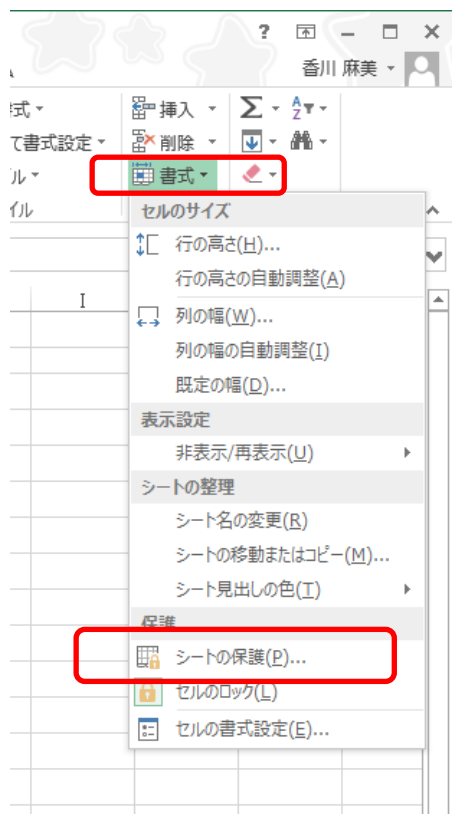 ?
香川 麻美
挿入
Σ
A
Z
て書式設定
削除
書式
セルのサイズ
行の高さ(H)...
行の高さの自動調整(A)
I
列の幅(W)...
列の幅の自動調整(I)
既定の幅(D)...
表示設定
非表示/再表示(U)
シートの整理
シート名の変更(R)
シートの移動またはコピー(M)...
シート見出しの色(T)
保護
シートの保護(P)...
セルのロック(L)
セルの書式設定(E)...